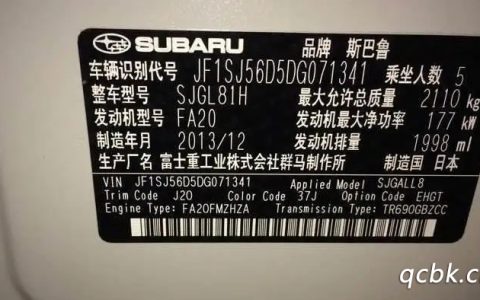 SUBARU 品牌 斯巴鲁
车辆识别代号 JF1SJ56D5DG071341 乘坐人数 5
整车型号 SJGL81H 最大允许总质量 2110 kg
发动机型号 FA20 发动机最大净功率 177 kW
制造年月 2013/12 发动机排量 1998 ml
生产厂名 富士重工业株式会社群马制作所 制造国 日本
VIN JF1SJ56D5DG071341 Applied Model SJGALL8
Trim Code J20 Color Code 37J Option Code EHGT
Engine Type: FA20FMZHZA Transmission Type: TR690GBZCC
qcbk.com